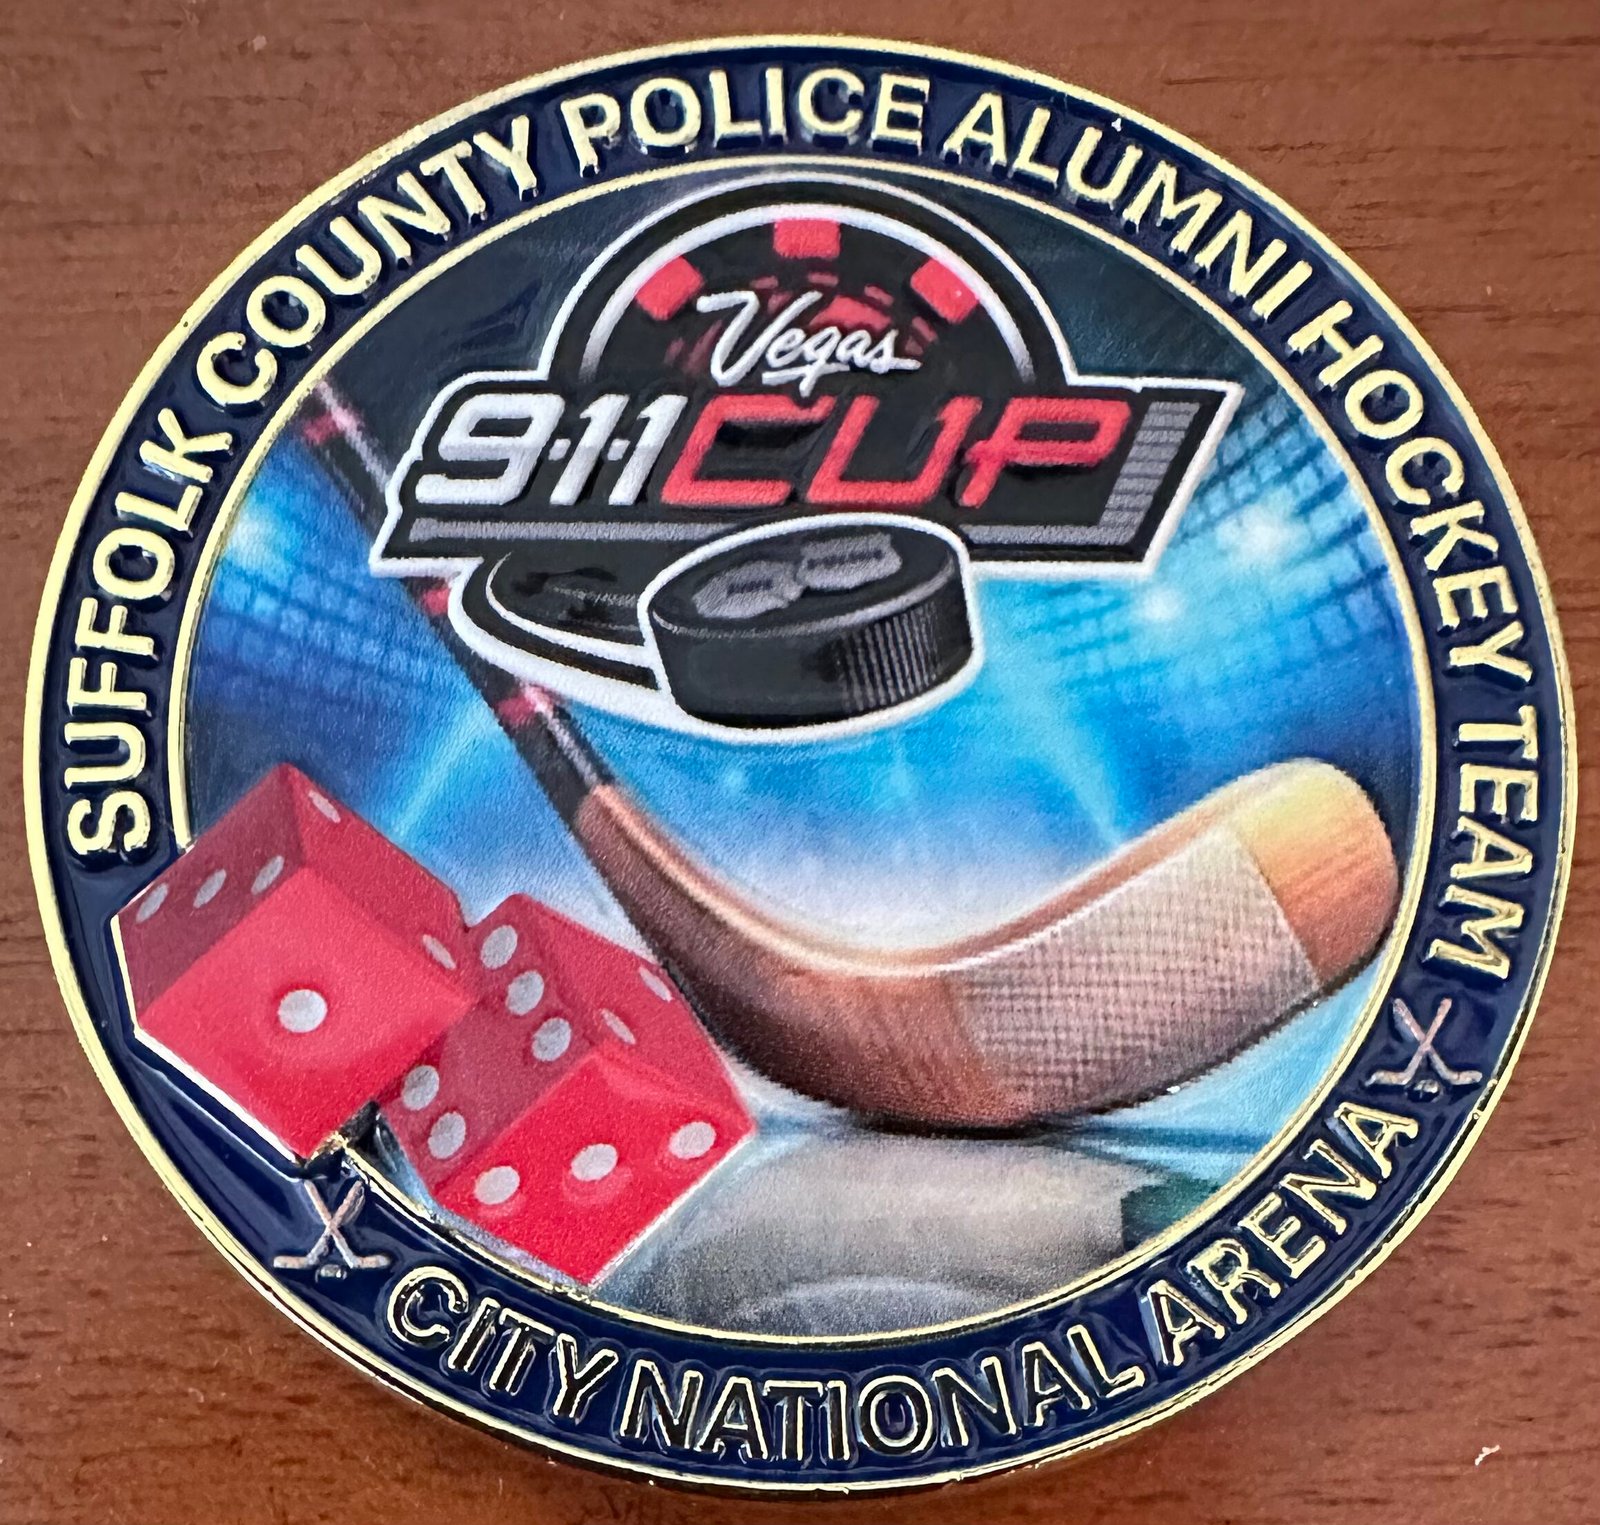 SUFFOLK COUNTY POLICE ALUMNI HOCKEY TEAM
Vegas
9·1·1 CUP
CITY NATIONAL ARENA